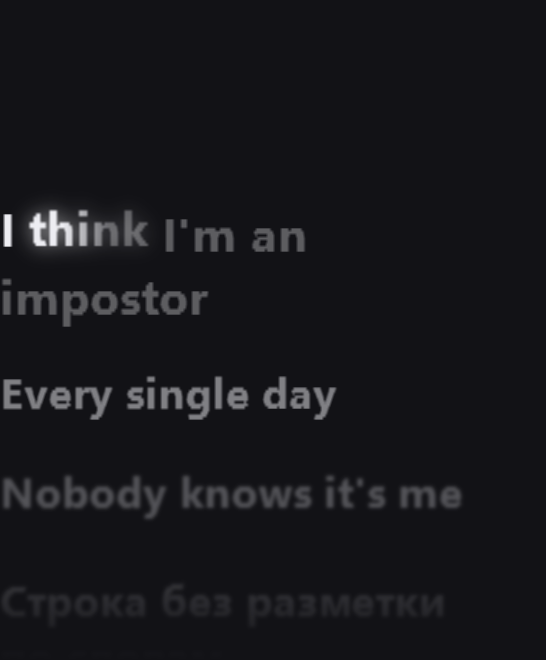 I think I'm an
impostor
Every single day
Nobody knows it's me
Строка без разметки